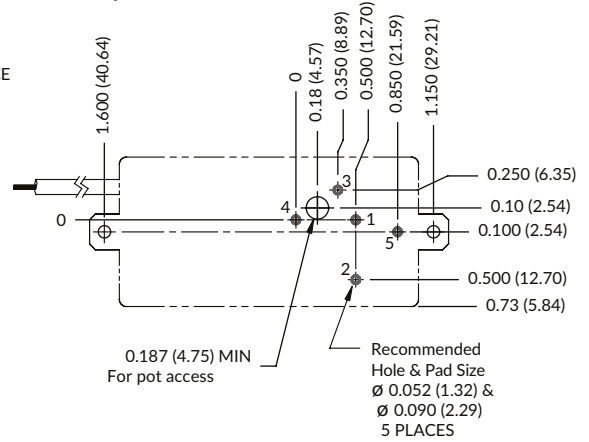 CE
1.600 (40.64)
0
0.18 (4.57)
0.350 (8.89)
0.500 (12.70)
0.850 (21.59)
1.150 (29.21)
3
0.250 (6.35)
0
4
1
0.10 (2.54)
5
0.100 (2.54)
2
0.500 (12.70)
0.73 (5.84)
0.187 (4.75) MIN
For pot access
Recommended
Hole & Pad Size
Ø 0.052 (1.32) &
Ø 0.090 (2.29)
5 PLACES